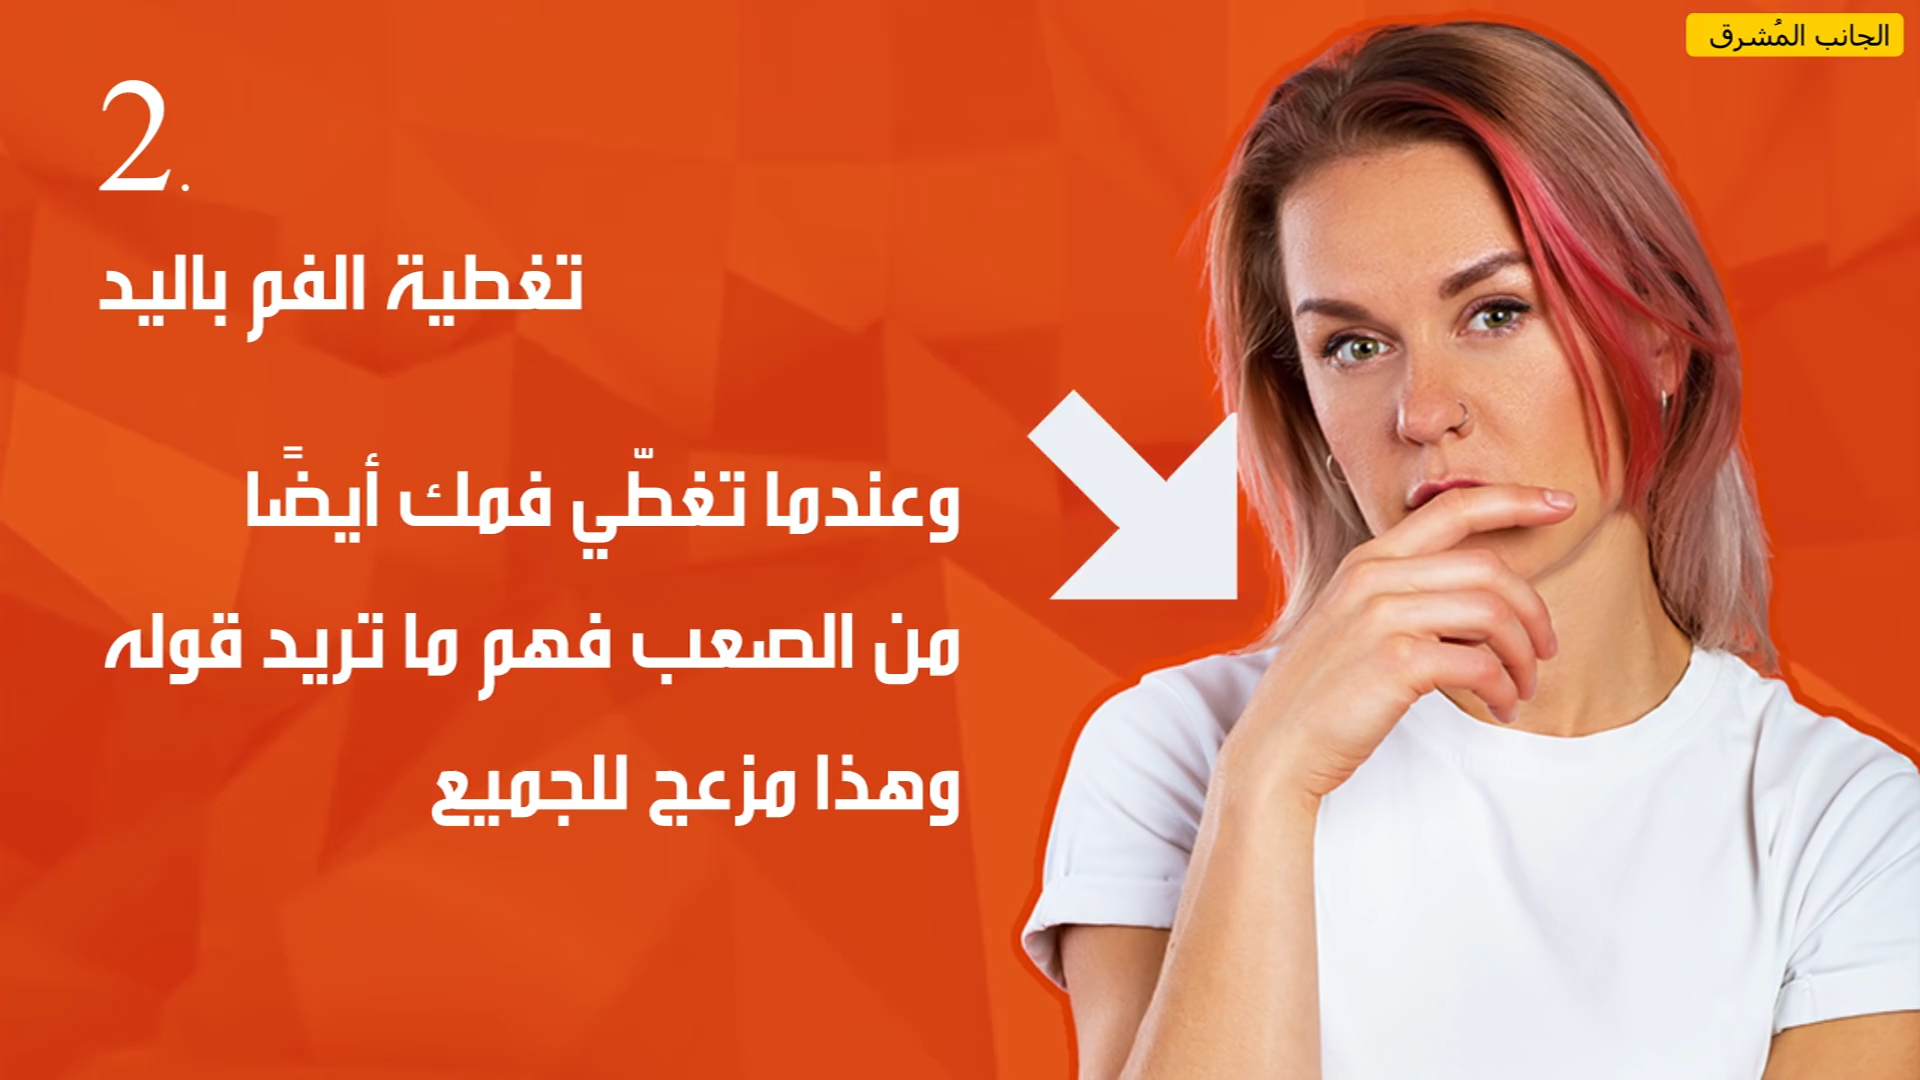 الجانب المُشرق
2.
تغطية الفم باليد
وعندما تغطّي فمك أيضًا
من الصعب فهم ما تريد قوله
وهذا مزعج للجميع